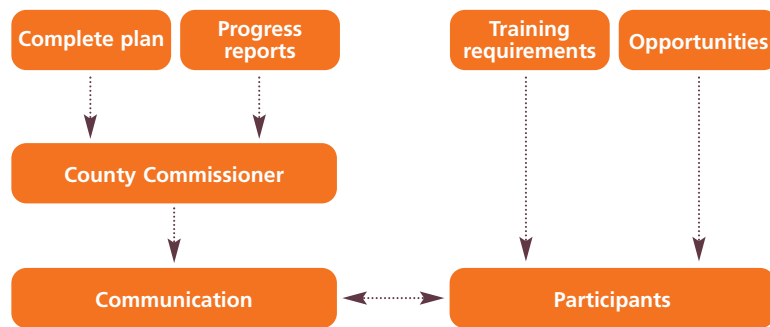 Complete plan
Progress
reports
Training
requirements
Opportunities
County Commissioner
Communication
Participants